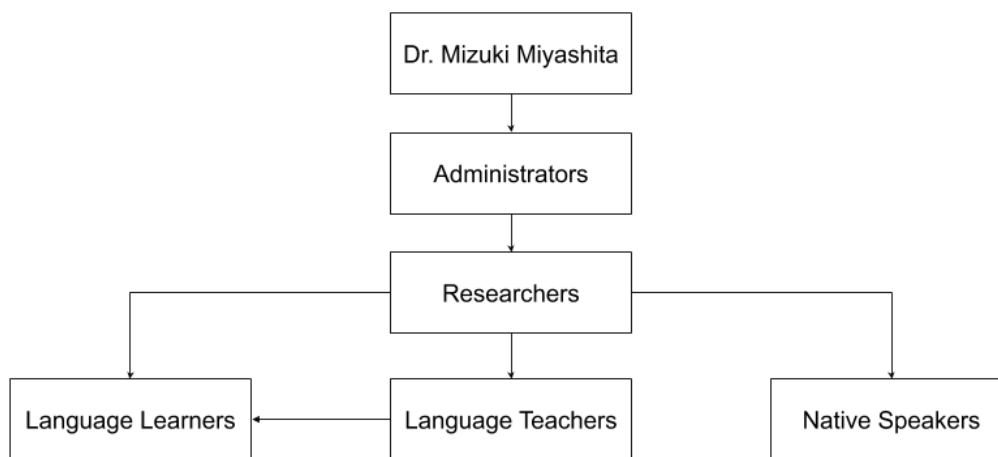 Dr. Mizuki Miyashita
Administrators
Researchers
Language Learners
Language Teachers
Native Speakers